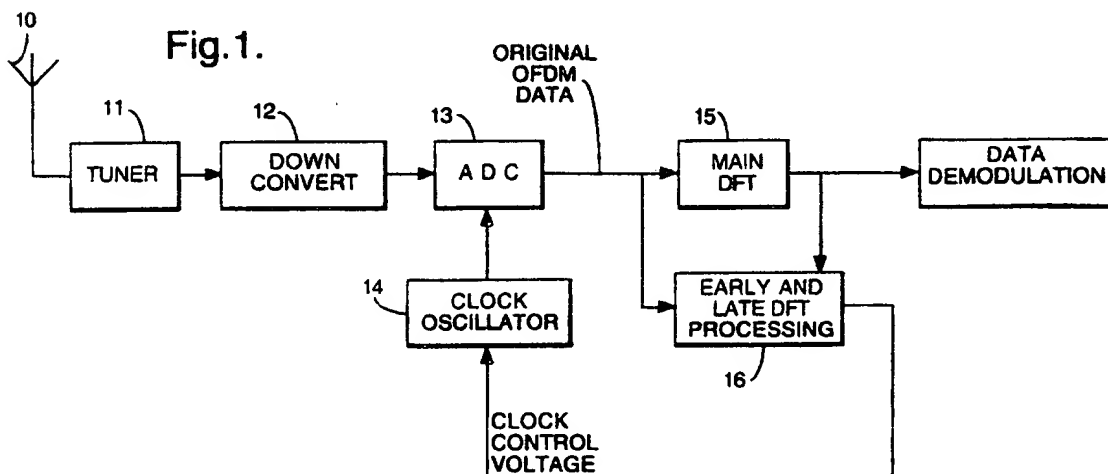 10
Fig.1.
ORIGINAL
OFDM
DATA
11
12
13
15
TUNER
DOWN
CONVERT
A D C
MAIN
DFT
DATA
DEMODULATION
14
CLOCK
OSCILLATOR
EARLY AND
LATE DFT
PROCESSING
16
CLOCK
CONTROL
VOLTAGE